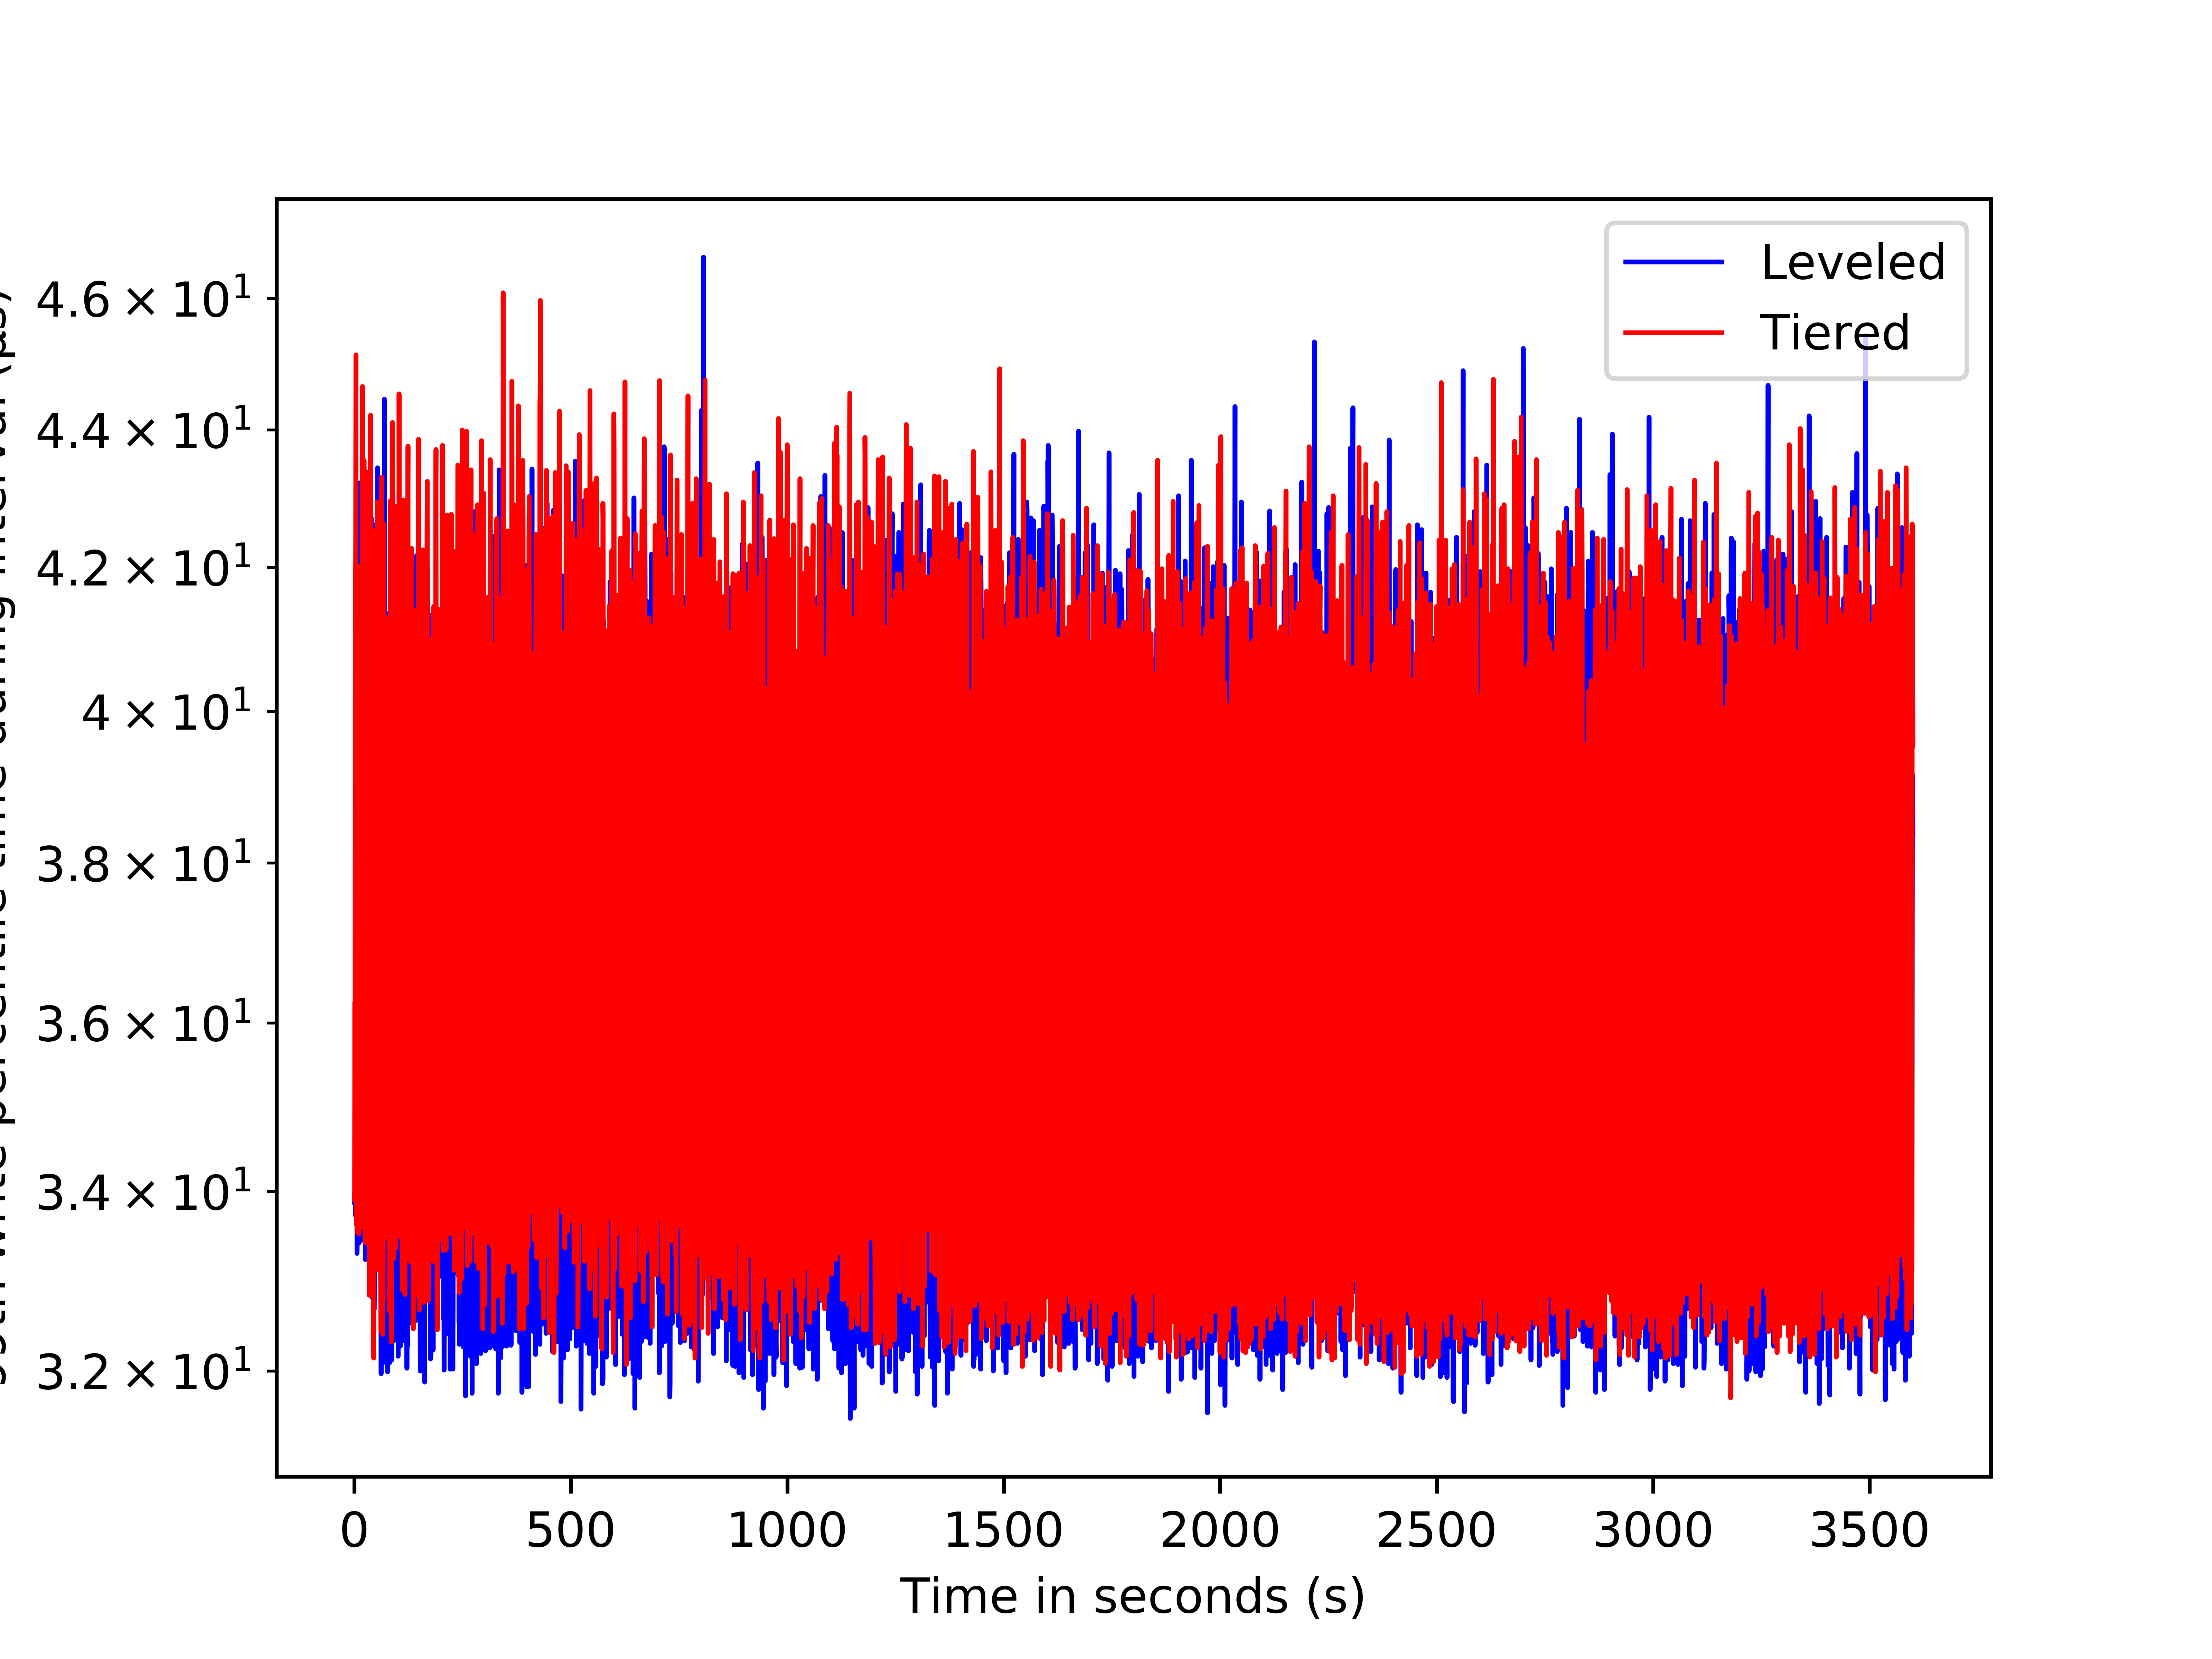 Leveled
Tiered
4.6 × 10¹
4.4 × 10¹
4.2 × 10¹
4 × 10¹
3.8 × 10¹
3.6 × 10¹
3.4 × 10¹
3.2 × 10¹
0 500 1000 1500 2000 2500 3000 3500
Time in seconds (s)